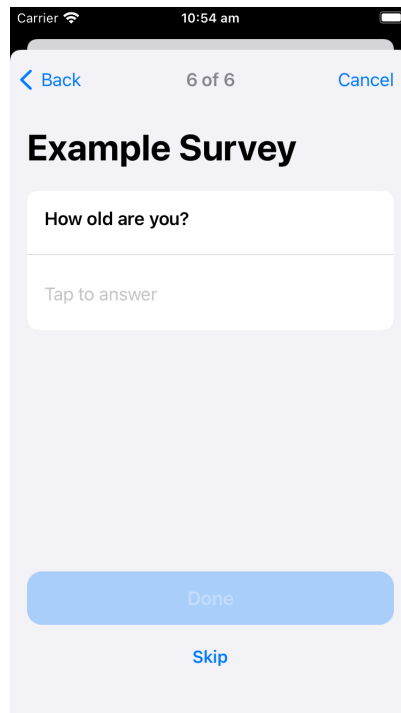 Carrier 10:54 am
Back 6 of 6 Cancel
Example Survey
How old are you?
Tap to answer
Done
Skip